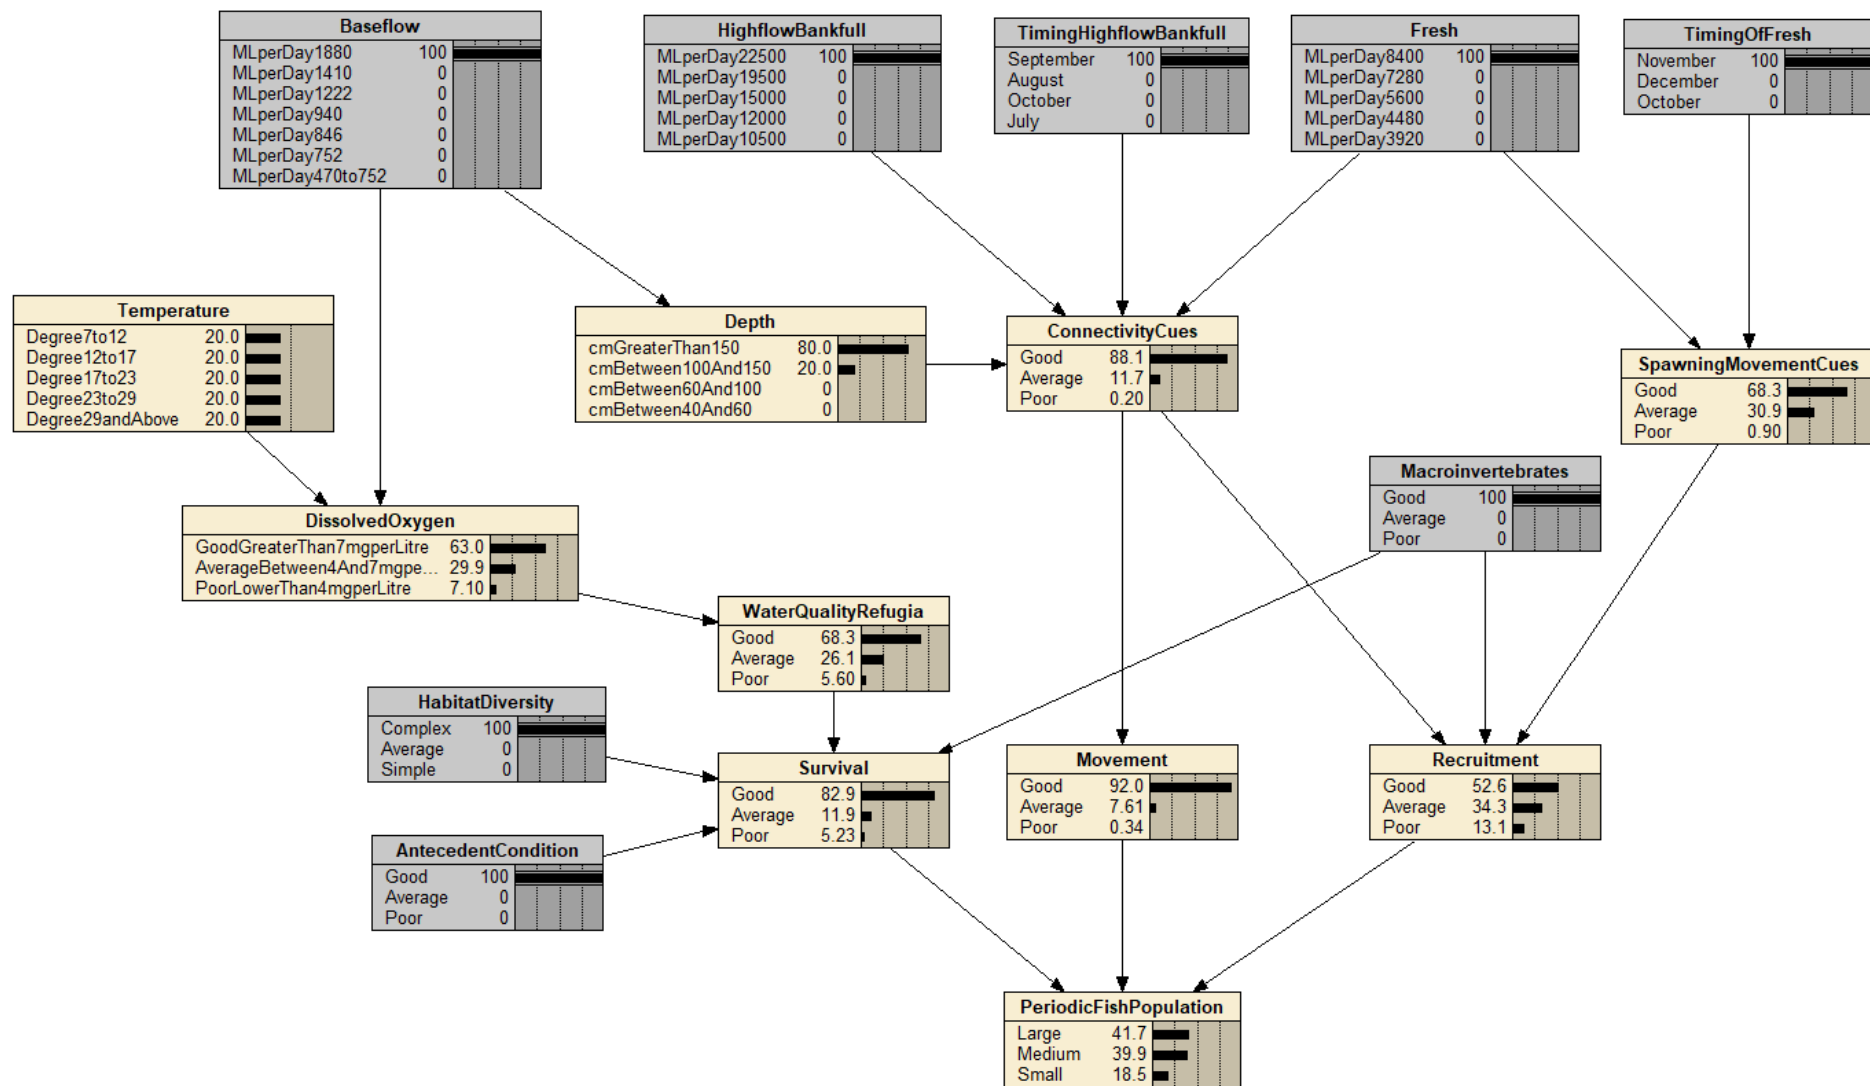 Baseflow
MLperDay1880 100
MLperDay1410 0
MLperDay1222 0
MLperDay940 0
MLperDay846 0
MLperDay752 0
MLperDay470to752 0
HighflowBankfull
MLperDay22500 100
MLperDay19500 0
MLperDay15000 0
MLperDay12000 0
MLperDay10500 0
TimingHighflowBankfull
September 100
August 0
October 0
July 0
Fresh
MLperDay8400 100
MLperDay7280 0
MLperDay5600 0
MLperDay4480 0
MLperDay3920 0
TimingOfFresh
November 100
December 0
October 0
Temperature
Degree7to12 20.0
Degree12to17 20.0
Degree17to23 20.0
Degree23to29 20.0
Degree29andAbove 20.0
Depth
cmGreaterThan150 80.0
cmBetween100And150 20.0
cmBetween60And100 0
cmBetween40And60 0
ConnectivityCues
Good 88.1
Average 11.7
Poor 0.20
SpawningMovementCues
Good 68.3
Average 30.9
Poor 0.90
Macroinvertebrates
Good 100
Average 0
Poor 0
DissolvedOxygen
GoodGreaterThan7mgperLitre 63.0
AverageBetween4And7mgpe... 29.9
PoorLowerThan4mgperLitre 7.10
WaterQualityRefugia
Good 68.3
Average 26.1
Poor 5.60
HabitatDiversity
Complex 100
Average 0
Simple 0
Survival
Good 82.9
Average 11.9
Poor 5.23
Movement
Good 92.0
Average 7.61
Poor 0.34
Recruitment
Good 52.6
Average 34.3
Poor 13.1
AntecedentCondition
Good 100
Average 0
Poor 0
PeriodicFishPopulation
Large 41.7
Medium 39.9
Small 18.5